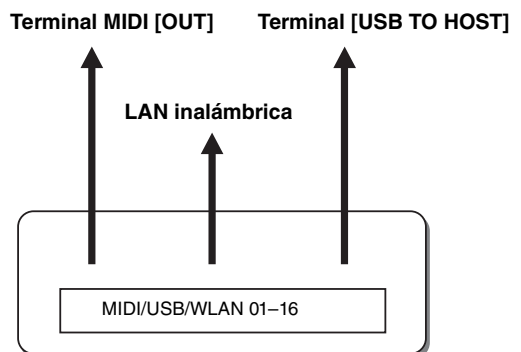 Terminal MIDI [OUT]
Terminal [USB TO HOST]
LAN inalámbrica
MIDI/USB/WLAN 01–16